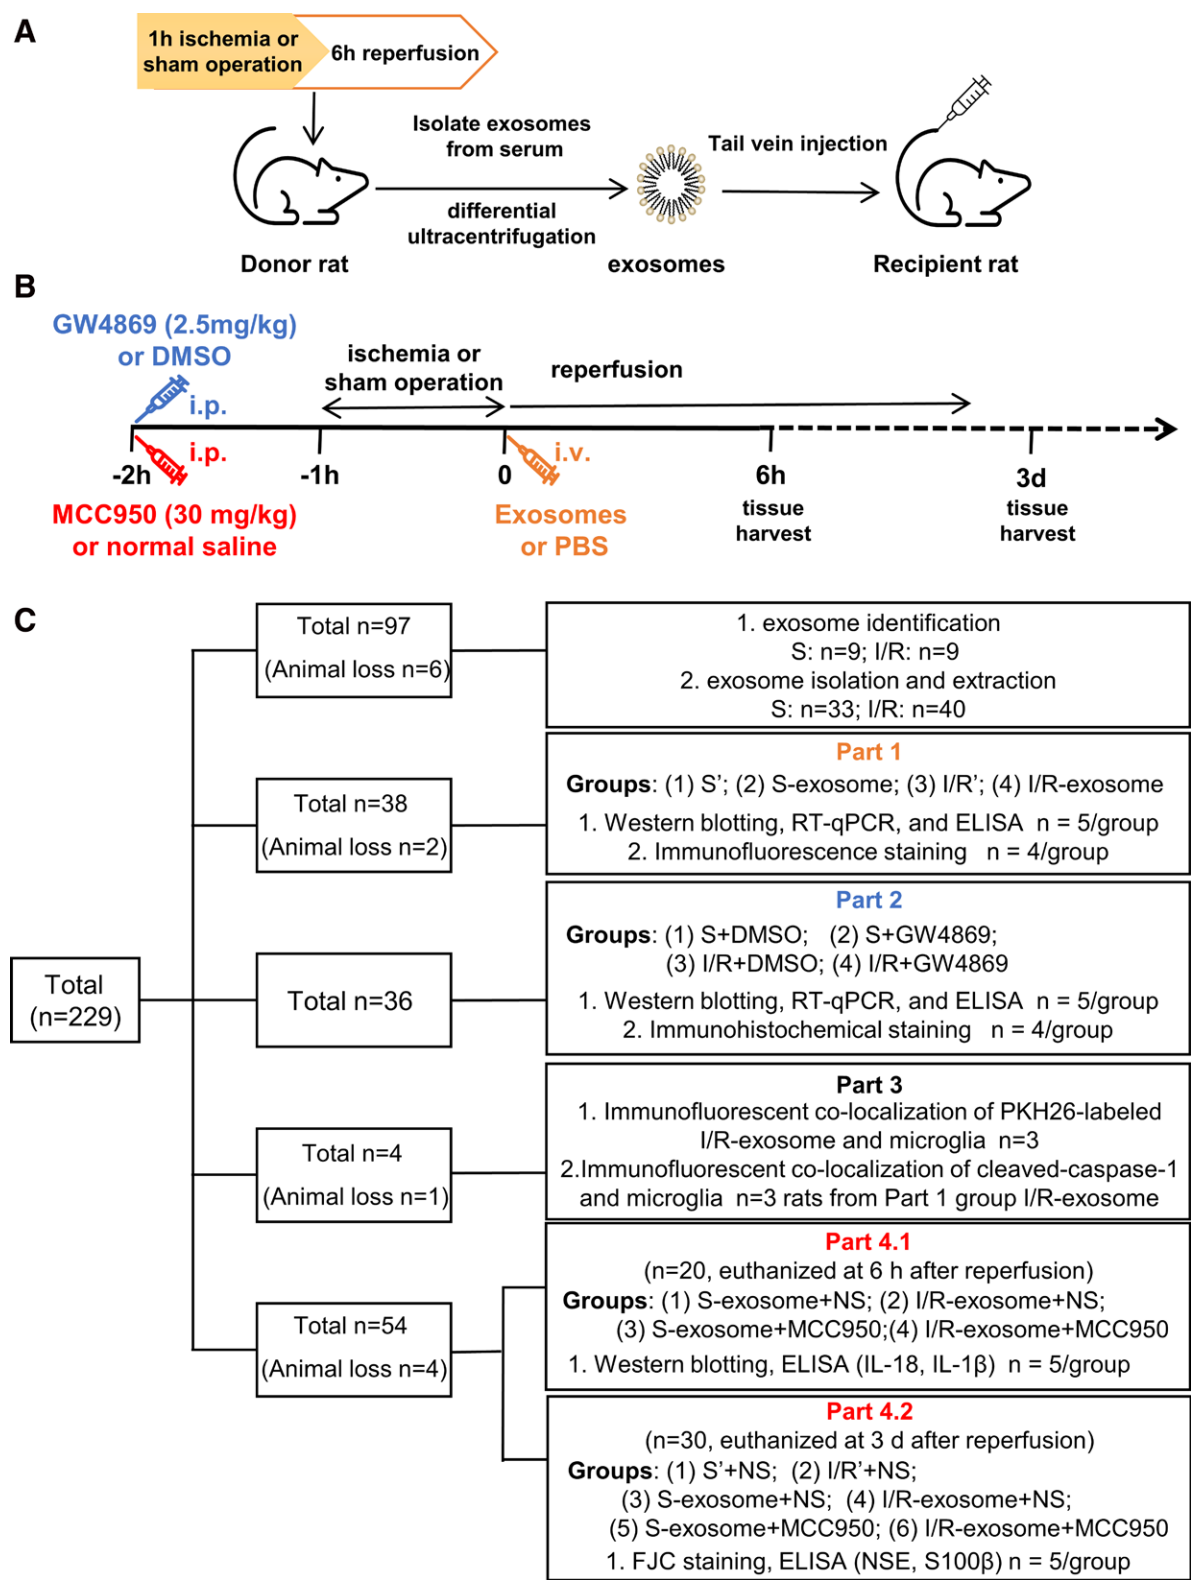 A
1h ischemia or
sham operation
6h reperfusion
Isolate exosomes
from serum
differential
ultracentrifugation
Tail vein injection
Donor rat
exosomes
Recipient rat
B
GW4869 (2.5mg/kg)
or DMSO
i.p.
ischemia or
sham operation
reperfusion
i.p.
i.v.
-2h
-1h
0
6h
3d
MCC950 (30 mg/kg)
or normal saline
Exosomes
or PBS
tissue
harvest
tissue
harvest
C
Total
(n=229)
Total n=97
(Animal loss n=6)
1. exosome identification
S: n=9; I/R: n=9
2. exosome isolation and extraction
S: n=33; I/R: n=40
Total n=38
(Animal loss n=2)
Part 1
Groups: (1) S’; (2) S-exosome; (3) I/R’; (4) I/R-exosome
1. Western blotting, RT-qPCR, and ELISA n = 5/group
2. Immunofluorescence staining n = 4/group
Total n=36
Part 2
Groups: (1) S+DMSO; (2) S+GW4869;
(3) I/R+DMSO; (4) I/R+GW4869
1. Western blotting, RT-qPCR, and ELISA n = 5/group
2. Immunohistochemical staining n = 4/group
Total n=4
(Animal loss n=1)
Part 3
1. Immunofluorescent co-localization of PKH26-labeled
I/R-exosome and microglia n=3
2.Immunofluorescent co-localization of cleaved-caspase-1
and microglia n=3 rats from Part 1 group I/R-exosome
Total n=54
(Animal loss n=4)
Part 4.1
(n=20, euthanized at 6 h after reperfusion)
Groups: (1) S-exosome+NS; (2) I/R-exosome+NS;
(3) S-exosome+MCC950;(4) I/R-exosome+MCC950
1. Western blotting, ELISA (IL-18, IL-1β) n = 5/group
Part 4.2
(n=30, euthanized at 3 d after reperfusion)
Groups: (1) S’+NS; (2) I/R’+NS;
(3) S-exosome+NS; (4) I/R-exosome+NS;
(5) S-exosome+MCC950; (6) I/R-exosome+MCC950
1. FJC staining, ELISA (NSE, S100β) n = 5/group